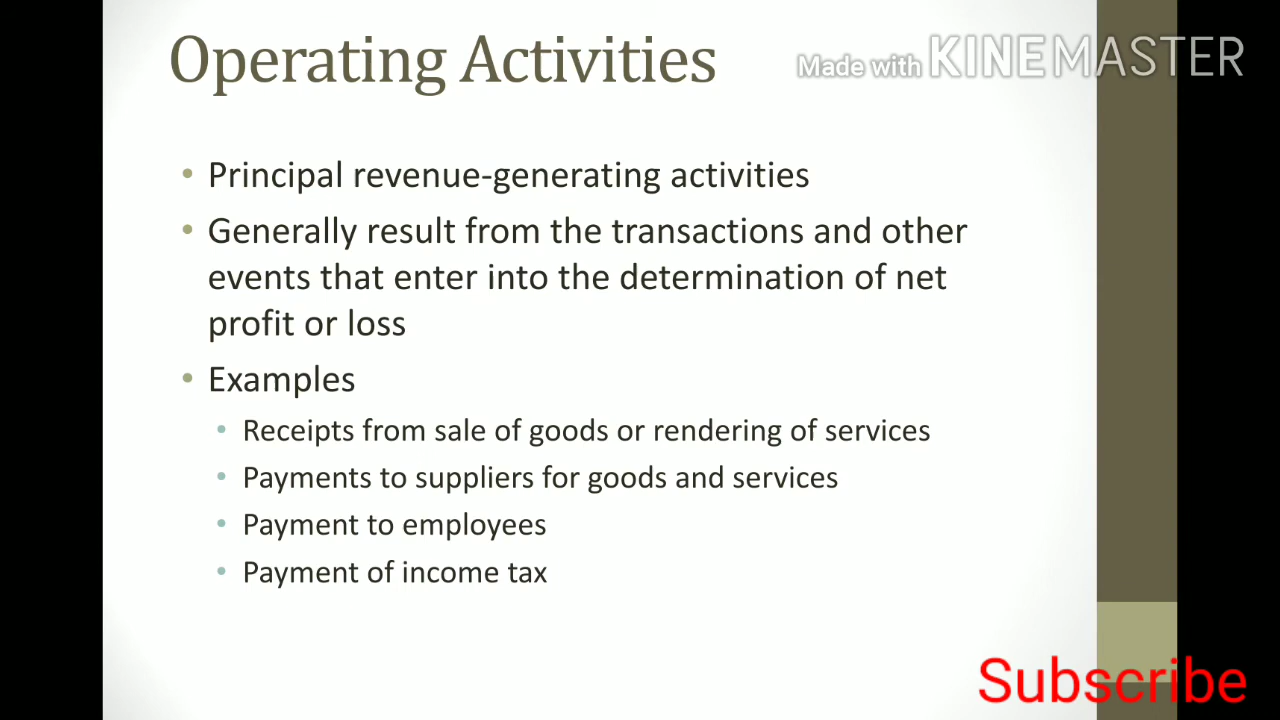 Operating Activities
Made with KINEMASTER
• Principal revenue-generating activities
• Generally result from the transactions and other
events that enter into the determination of net
profit or loss
• Examples
• Receipts from sale of goods or rendering of services
• Payments to suppliers for goods and services
• Payment to employees
• Payment of income tax
Subscribe